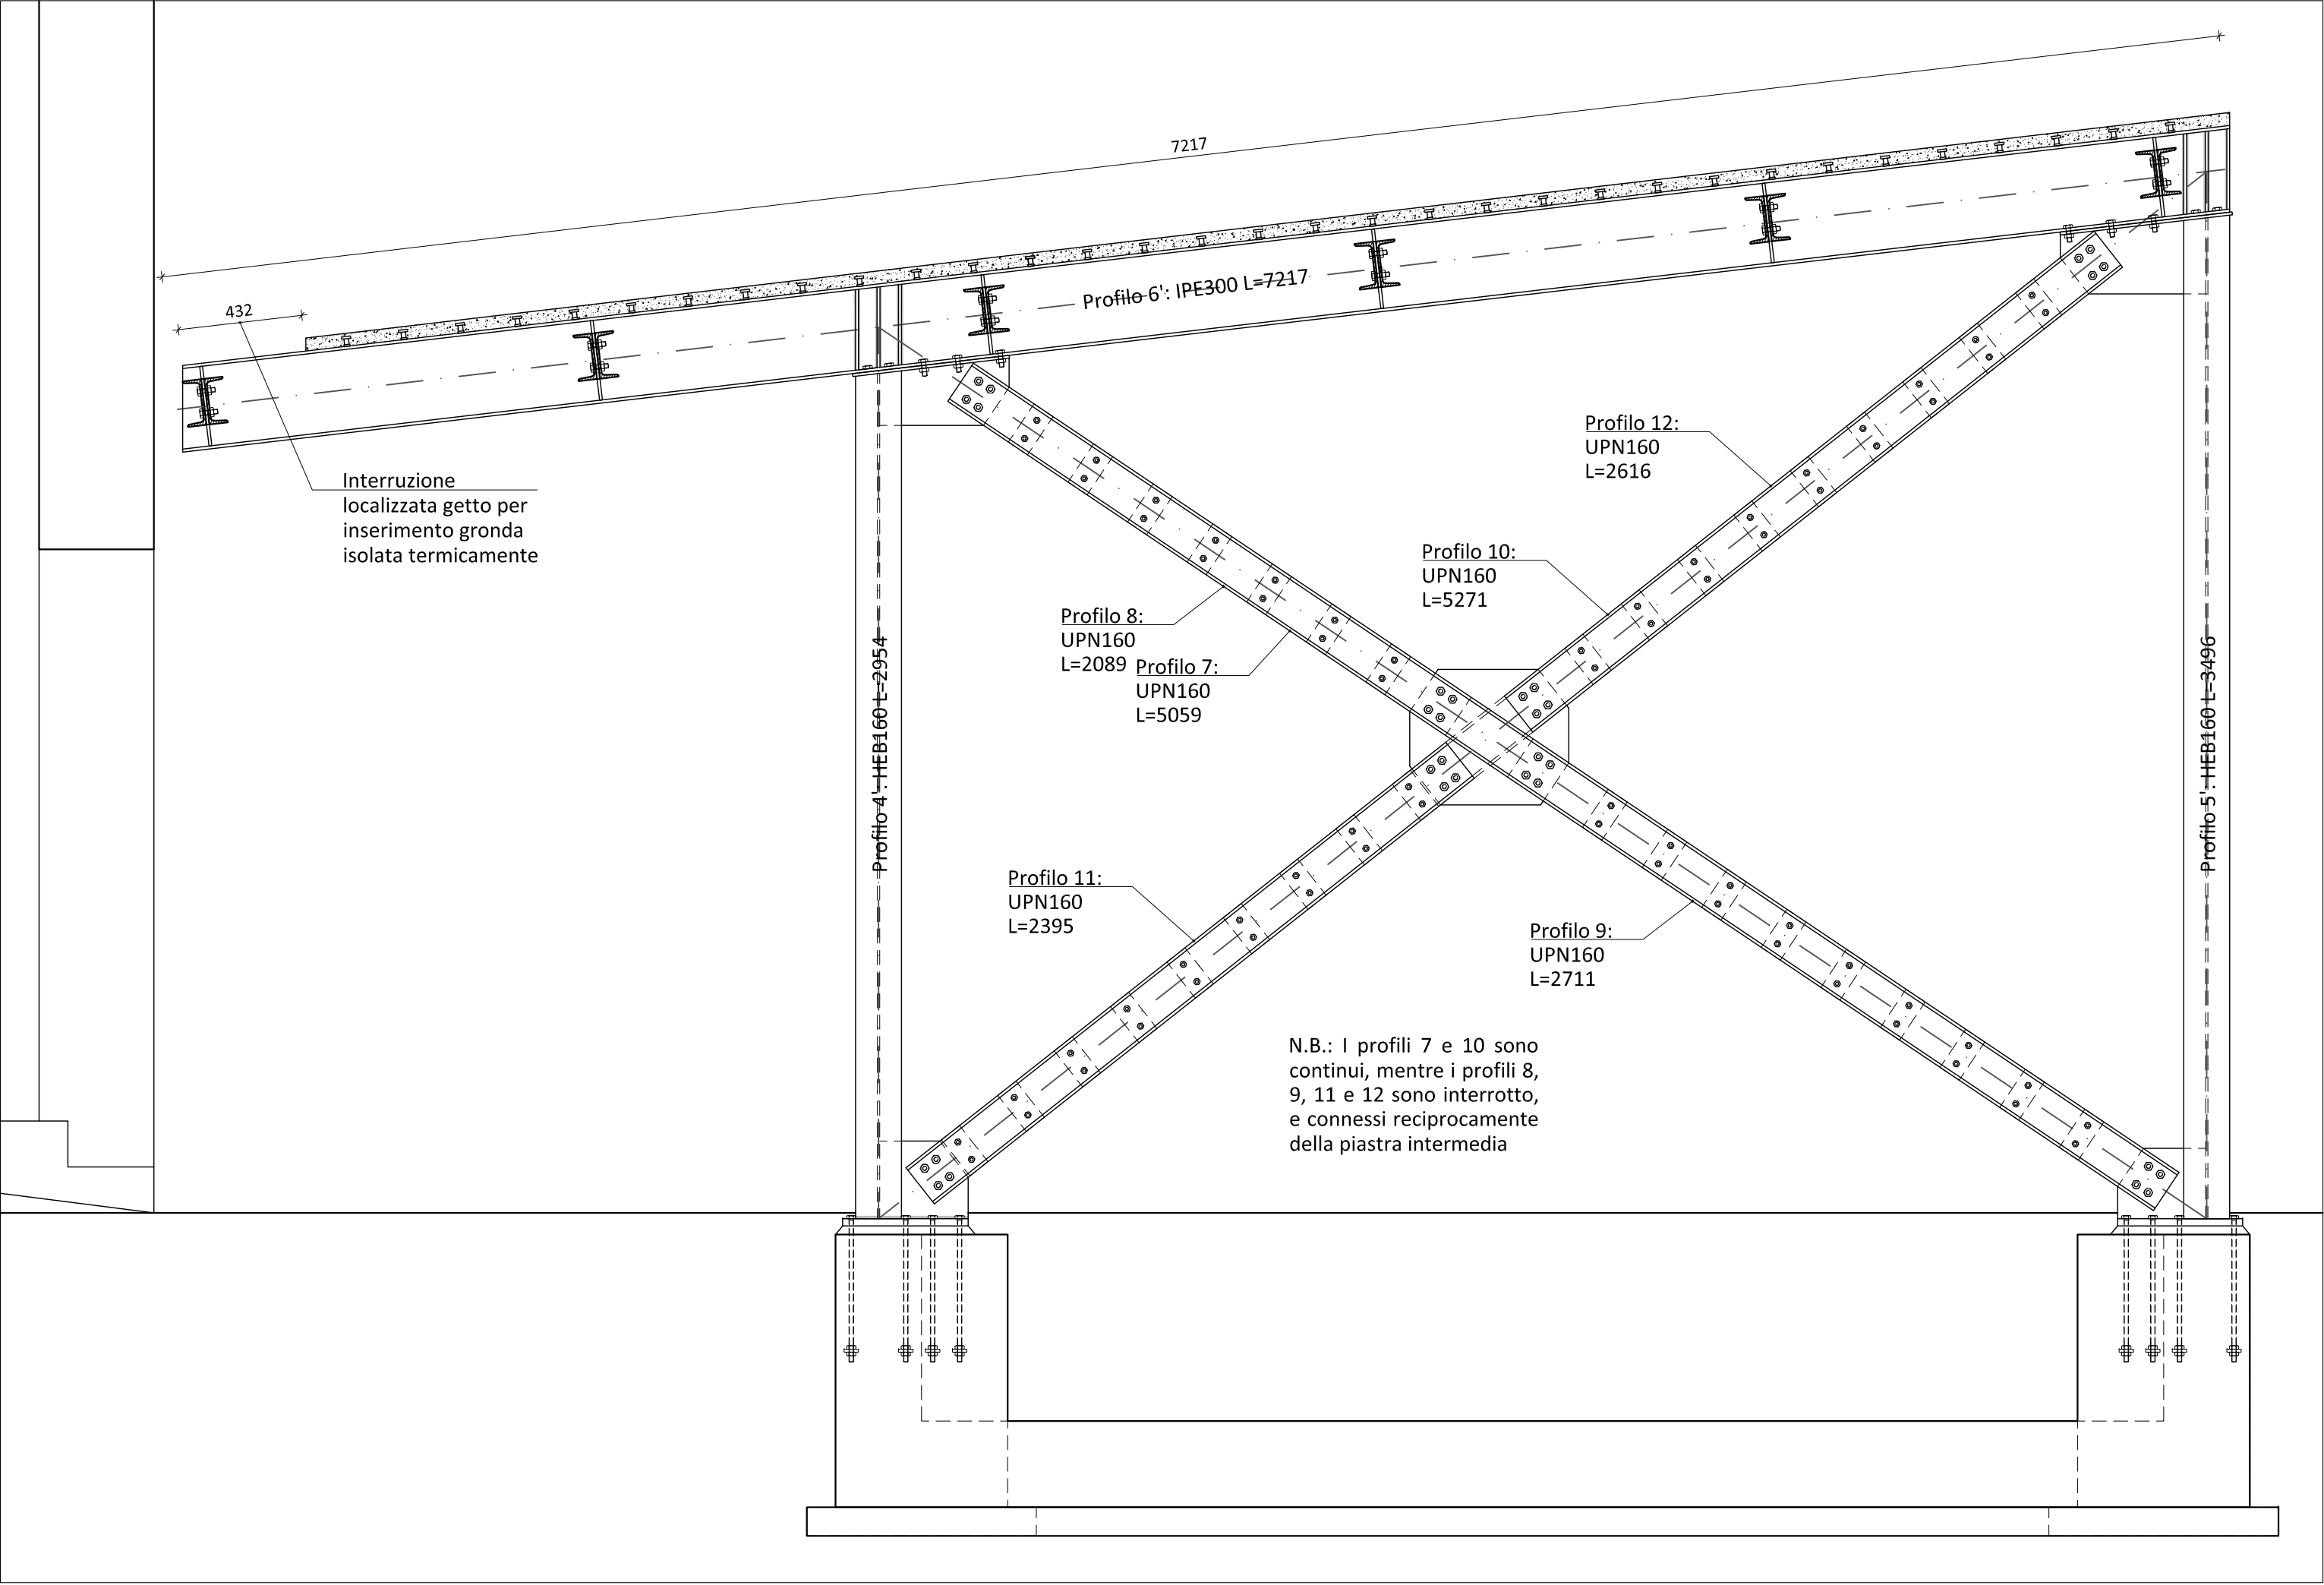 7217
432
Profilo 6': IPE300 L=7217
Interruzione
localizzata getto per
inserimento gronda
isolata termicamente
Profilo 12:
UPN160
L=2616
Profilo 10:
UPN160
L=5271
Profilo 8:
UPN160
L=2089
Profilo 7:
UPN160
L=5059
Profilo 4': HEB160 L=2954
Profilo 5': HEB160 L=3496
Profilo 11:
UPN160
L=2395
Profilo 9:
UPN160
L=2711
N.B.: I profili 7 e 10 sono
continui, mentre i profili 8,
9, 11 e 12 sono interrotto,
e connessi reciprocamente
della piastra intermedia